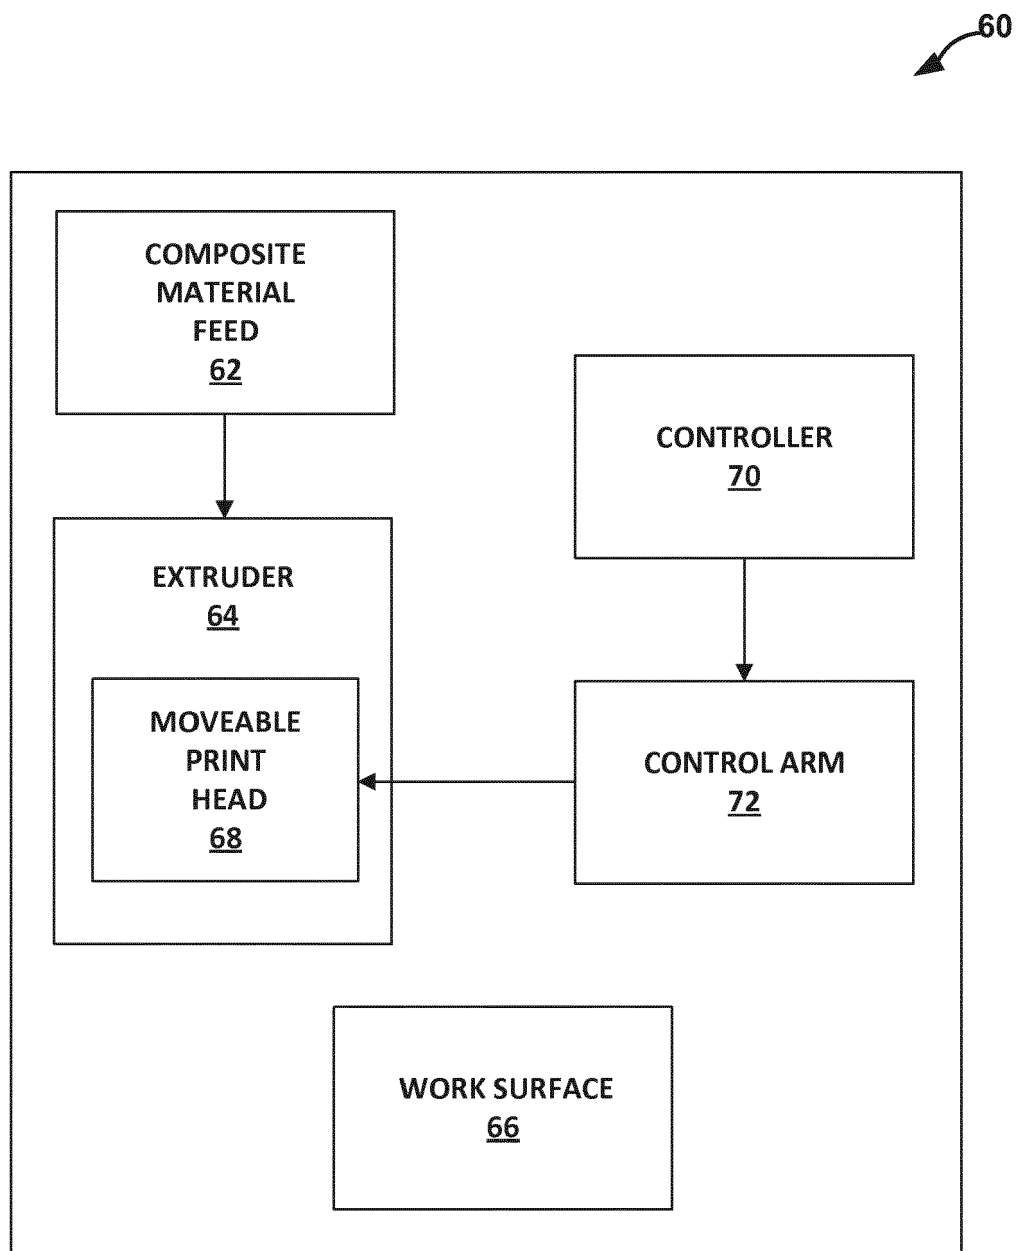 60
COMPOSITE
MATERIAL
FEED
62
CONTROLLER
70
EXTRUDER
64
MOVEABLE
PRINT
HEAD
68
CONTROL ARM
72
WORK SURFACE
66